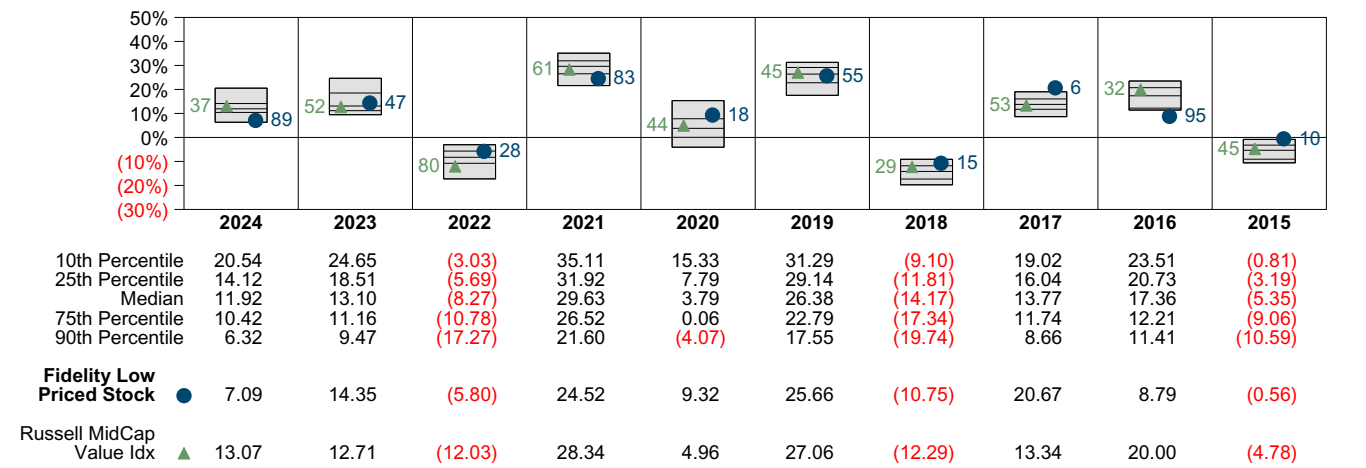 50%
40%
30%
20%
10%
0%
(10%)
(20%)
(30%)
37 89
52 47
80 28
61 83
44 18
45 55
29 15
53 6
32 95
45 10
2024 2023 2022 2021 2020 2019 2018 2017 2016 2015
10th Percentile 20.54 24.65 (3.03) 35.11 15.33 31.29 (9.10) 19.02 23.51 (0.81)
25th Percentile 14.12 18.51 (5.69) 31.92 7.79 29.14 (11.81) 16.04 20.73 (3.19)
Median 11.92 13.10 (8.27) 29.63 3.79 26.38 (14.17) 13.77 17.36 (5.35)
75th Percentile 10.42 11.16 (10.78) 26.52 0.06 22.79 (17.34) 11.74 12.21 (9.06)
90th Percentile 6.32 9.47 (17.27) 21.60 (4.07) 17.55 (19.74) 8.66 11.41 (10.59)
Fidelity Low
Priced Stock 7.09 14.35 (5.80) 24.52 9.32 25.66 (10.75) 20.67 8.79 (0.56)
Russell MidCap
Value Idx 13.07 12.71 (12.03) 28.34 4.96 27.06 (12.29) 13.34 20.00 (4.78)